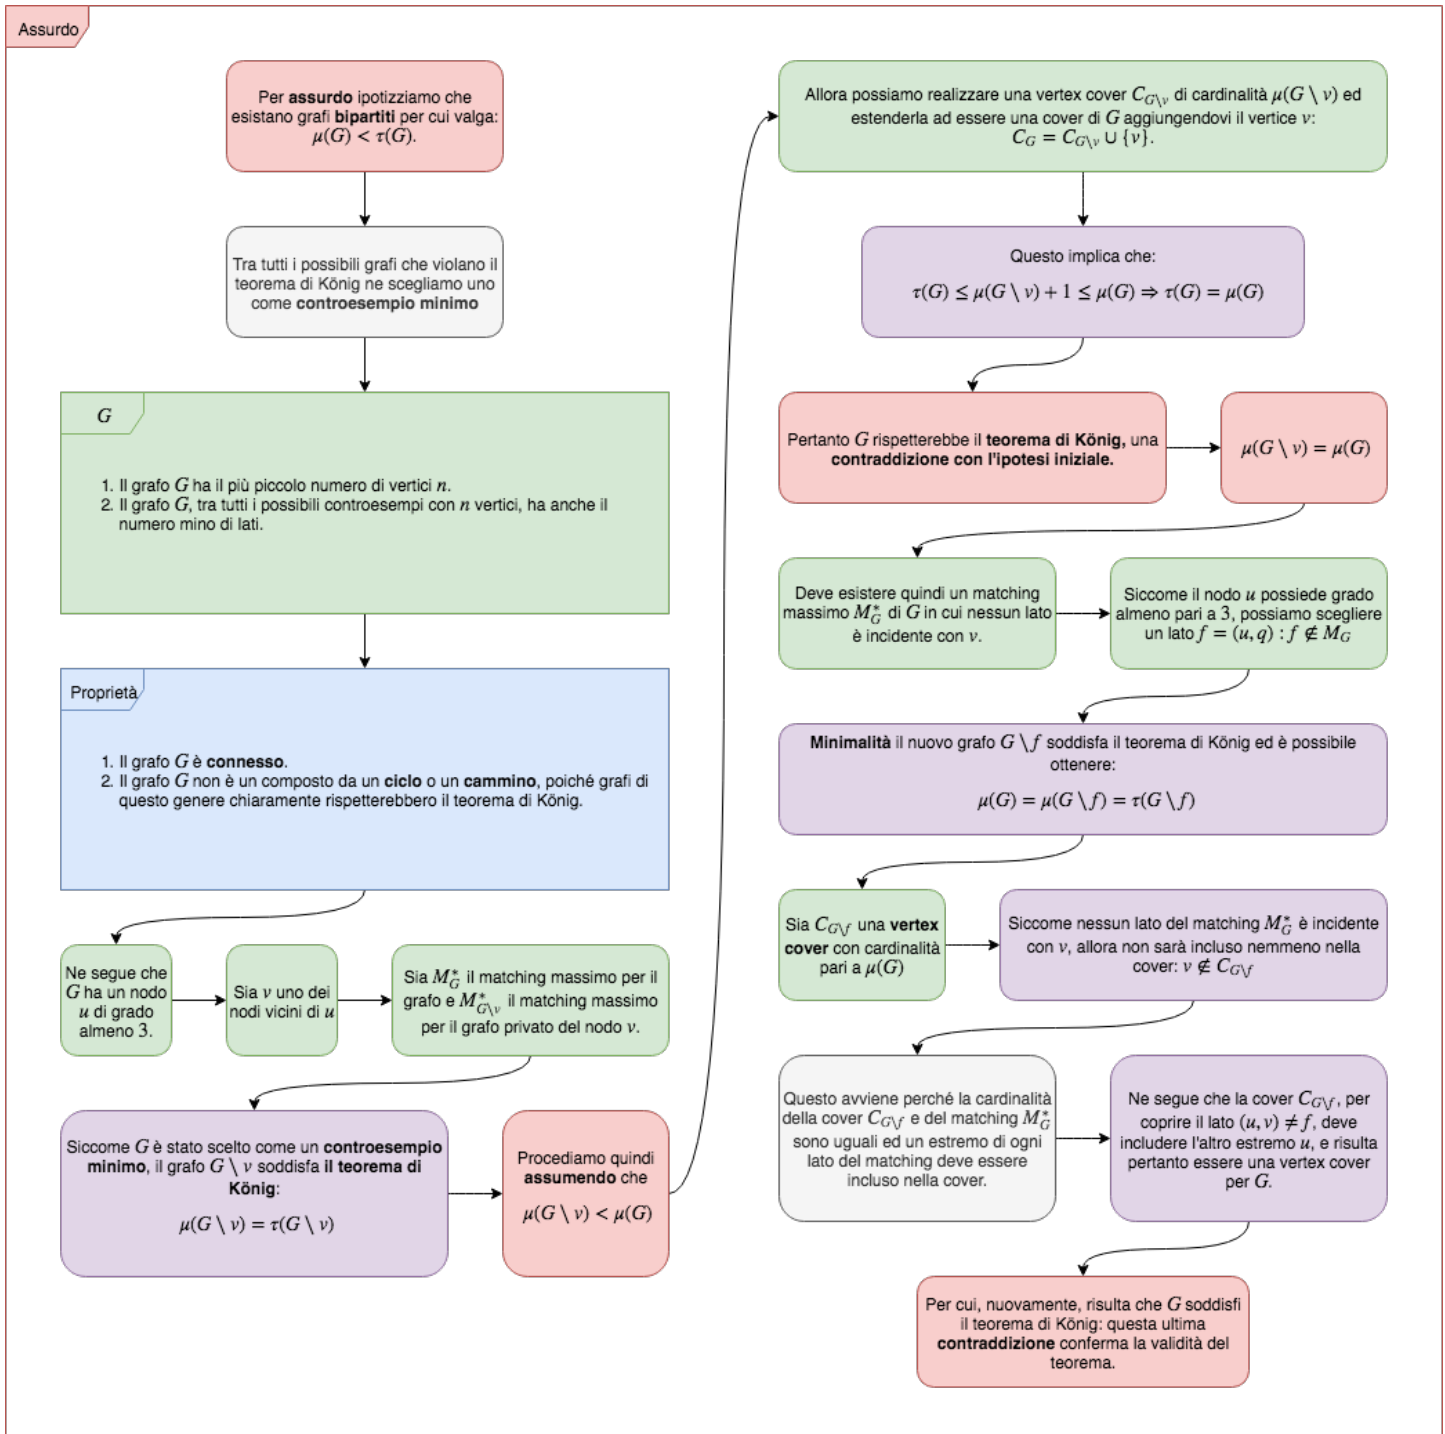 Assurdo
Per assurdo ipotizziamo che
esistano grafi bipartiti per cui valga:
μ(G) < τ(G).
Tra tutti i possibili grafi che violano il
teorema di König ne scegliamo uno
come controesempio minimo
G
1. Il grafo G ha il più piccolo numero di vertici n.
2. Il grafo G, tra tutti i possibili controesempi con n vertici, ha anche il
numero mino di lati.
Proprietà
1. Il grafo G è connesso.
2. Il grafo G non è un composto da un ciclo o un cammino, poiché grafi di
questo genere chiaramente rispetterebbero il teorema di König.
Ne segue che
G ha un nodo
u di grado
almeno 3.
Sia v uno dei
nodi vicini di u
Sia M*_G il matching massimo per il
grafo e M*_{G\v} il matching massimo
per il grafo privato del nodo v.
Siccome G è stato scelto come un controesempio
minimo, il grafo G \ v soddisfa il teorema di
König:
μ(G \ v) = τ(G \ v)
Procediamo quindi
assumendo che
μ(G \ v) < μ(G)
Allora possiamo realizzare una vertex cover C_{G\v} di cardinalità μ(G \ v) ed
estenderla ad essere una cover di G aggiungendovi il vertice v:
C_G = C_{G\v} ∪ {v}.
Questo implica che:
τ(G) ≤ μ(G \ v) + 1 ≤ μ(G) ⇒ τ(G) = μ(G)
Pertanto G rispetterebbe il teorema di König, una
contraddizione con l'ipotesi iniziale.
μ(G \ v) = μ(G)
Deve esistere quindi un matching
massimo M*_G di G in cui nessun lato
è incidente con v.
Siccome il nodo u possiede grado
almeno pari a 3, possiamo scegliere
un lato f = (u, q) : f ∉ M_G
Minimalità il nuovo grafo G \ f soddisfa il teorema di König ed è possibile
ottenere:
μ(G) = μ(G \ f) = τ(G \ f)
Sia C_{G\f} una vertex
cover con cardinalità
pari a μ(G)
Siccome nessun lato del matching M*_G è incidente
con v, allora non sarà incluso nemmeno nella
cover: v ∉ C_{G\f}
Questo avviene perché la cardinalità
della cover C_{G\f} e del matching M*_G
sono uguali ed un estremo di ogni
lato del matching deve essere
incluso nella cover.
Ne segue che la cover C_{G\f}, per
coprire il lato (u, v) ≠ f, deve
includere l'altro estremo u, e risulta
pertanto essere una vertex cover
per G.
Per cui, nuovamente, risulta che G soddisfi
il teorema di König: questa ultima
contraddizione conferma la validità del
teorema.